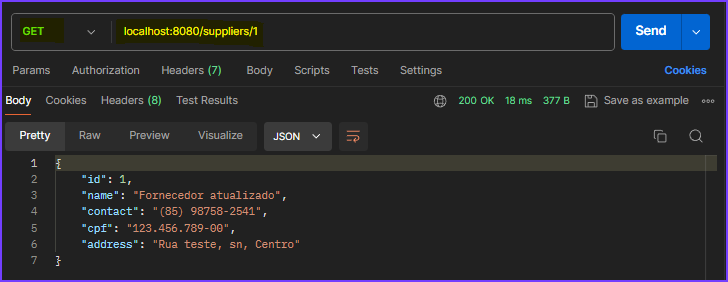 GET localhost:8080/suppliers/1 Send
Params Authorization Headers (7) Body Scripts Tests Settings Cookies
Body Cookies Headers (8) Test Results 200 OK 18 ms 377 B Save as example
Pretty Raw Preview Visualize JSON
1 {
2 "id": 1,
3 "name": "Fornecedor atualizado",
4 "contact": "(85) 98758-2541",
5 "cpf": "123.456.789-00",
6 "address": "Rua teste, sn, Centro"
7 }